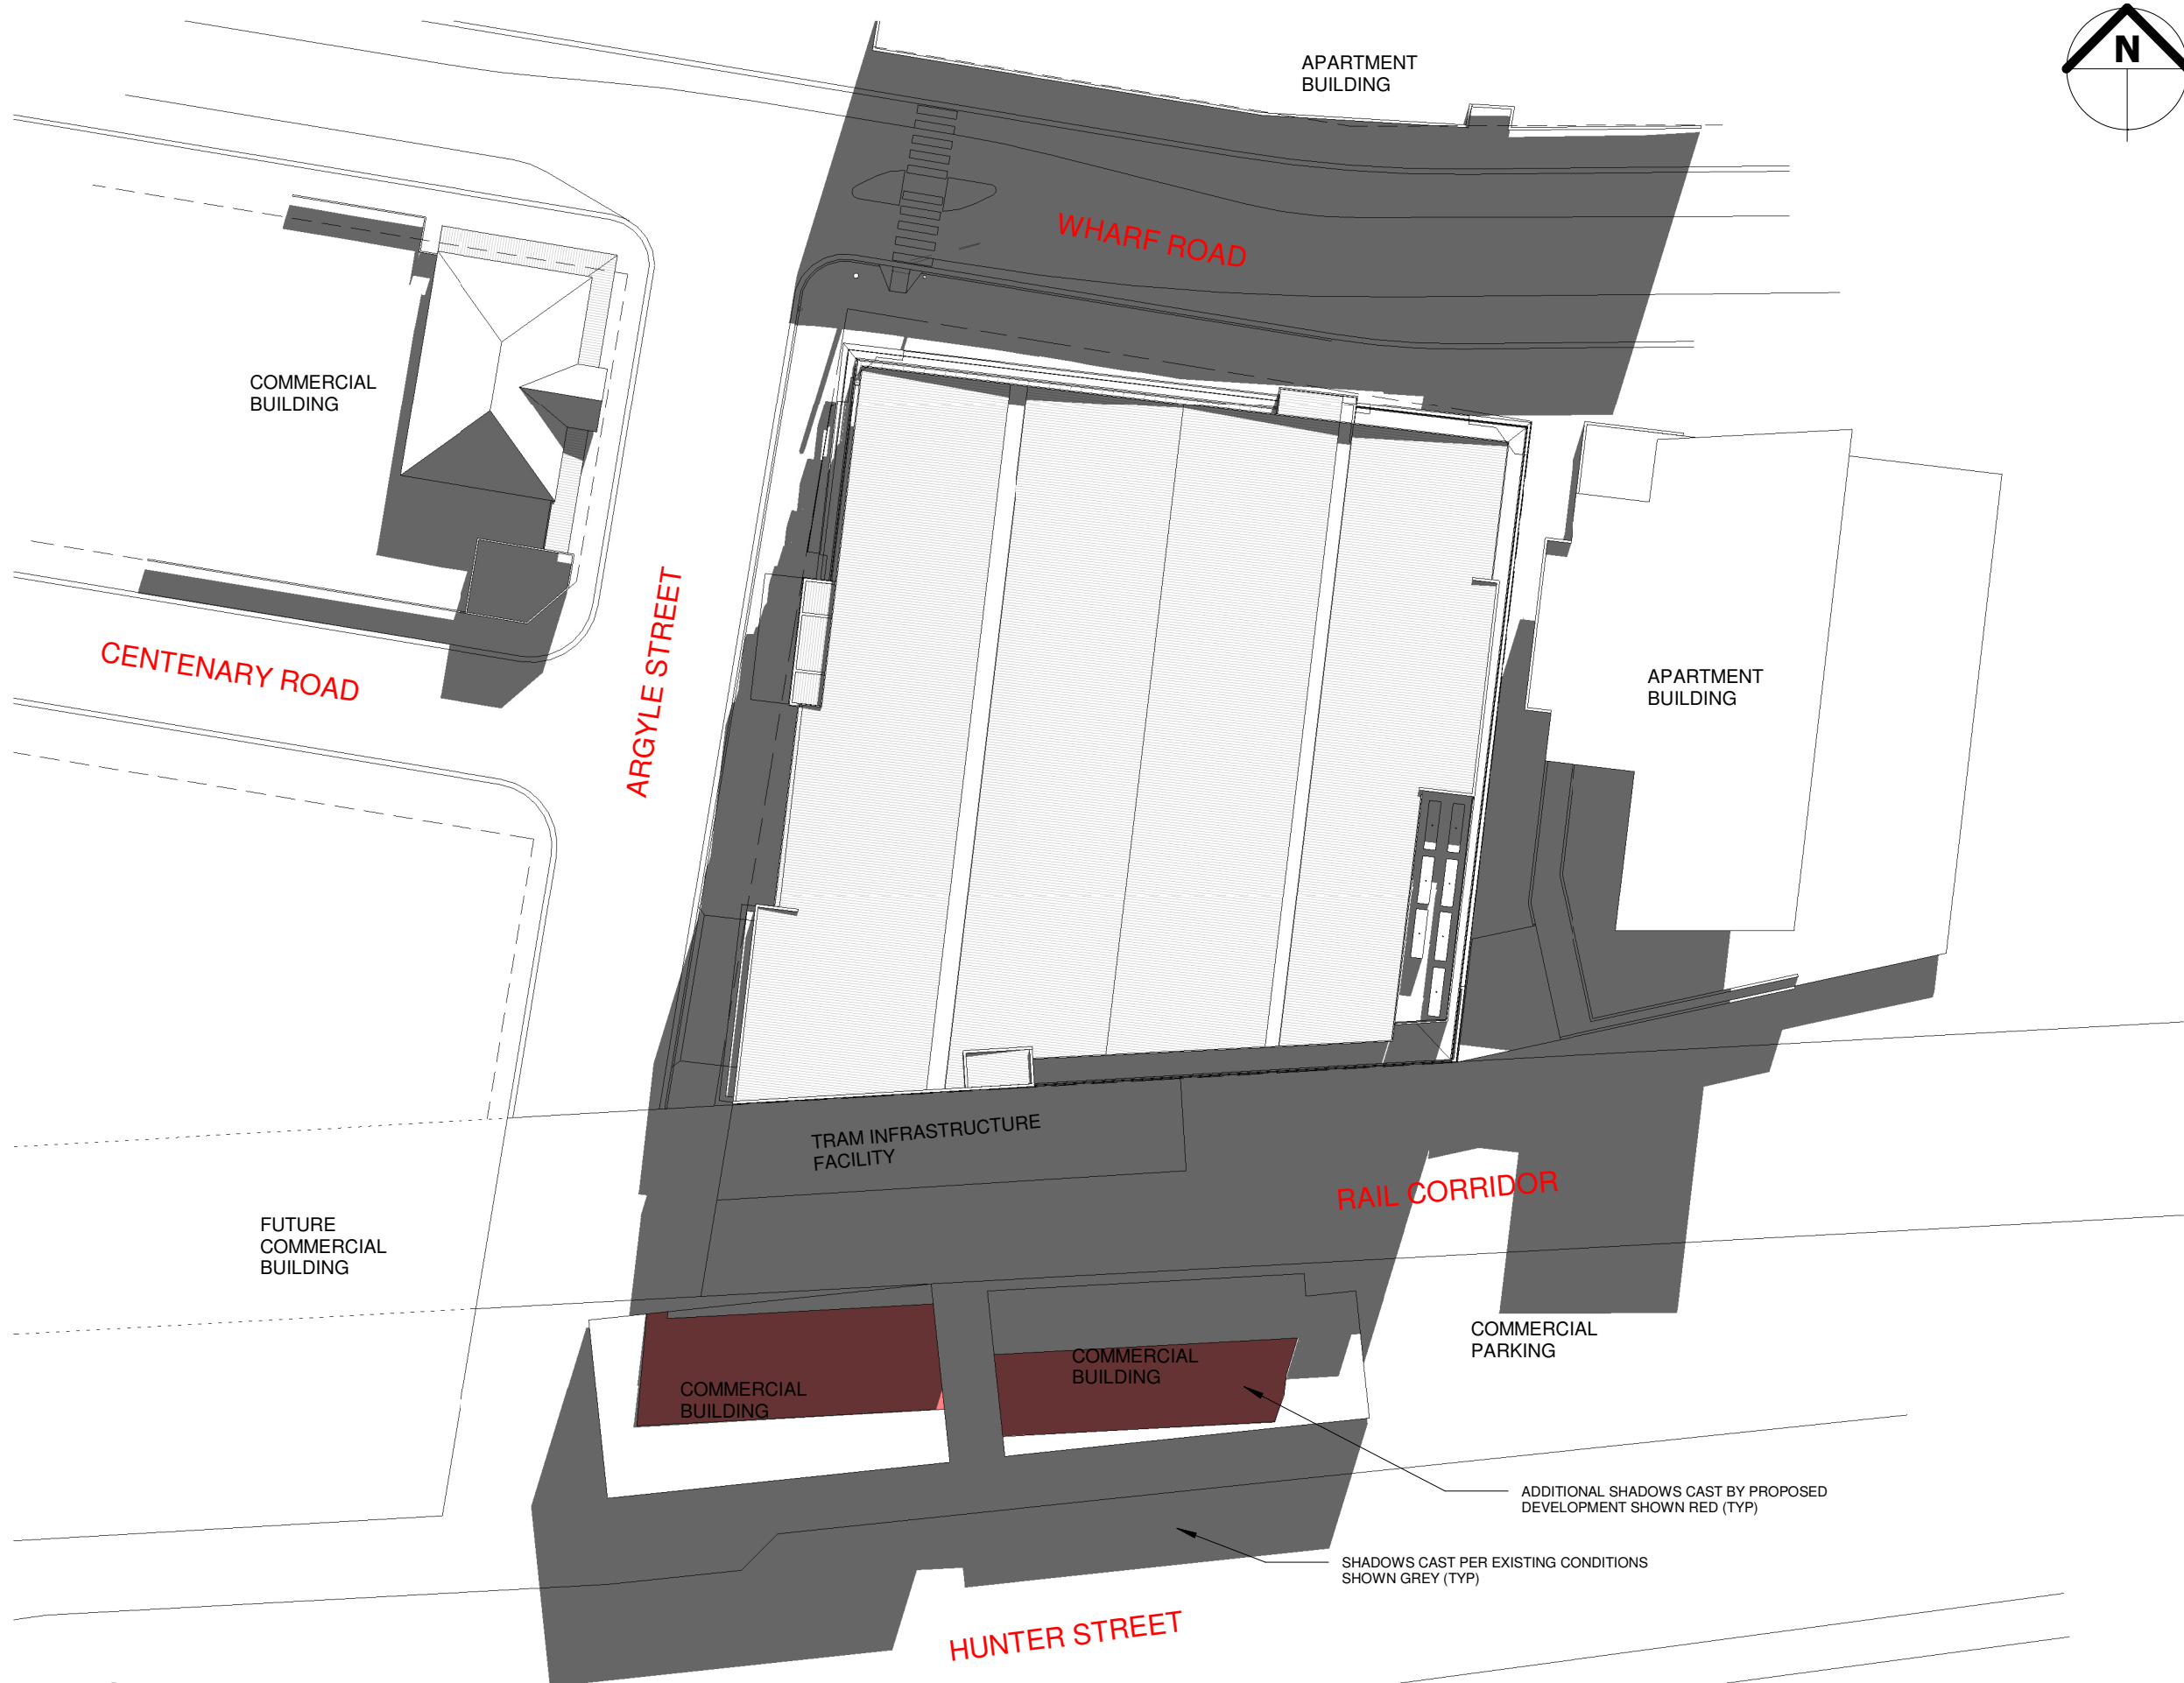 N
APARTMENT
BUILDING
WHARF ROAD
COMMERCIAL
BUILDING
CENTENARY ROAD
ARGYLE STREET
APARTMENT
BUILDING
TRAM INFRASTRUCTURE
FACILITY
RAIL CORRIDOR
FUTURE
COMMERCIAL
BUILDING
COMMERCIAL
PARKING
COMMERCIAL
BUILDING
COMMERCIAL
BUILDING
ADDITIONAL SHADOWS CAST BY PROPOSED
DEVELOPMENT SHOWN RED (TYP)
SHADOWS CAST PER EXISTING CONDITIONS
SHOWN GREY (TYP)
HUNTER STREET